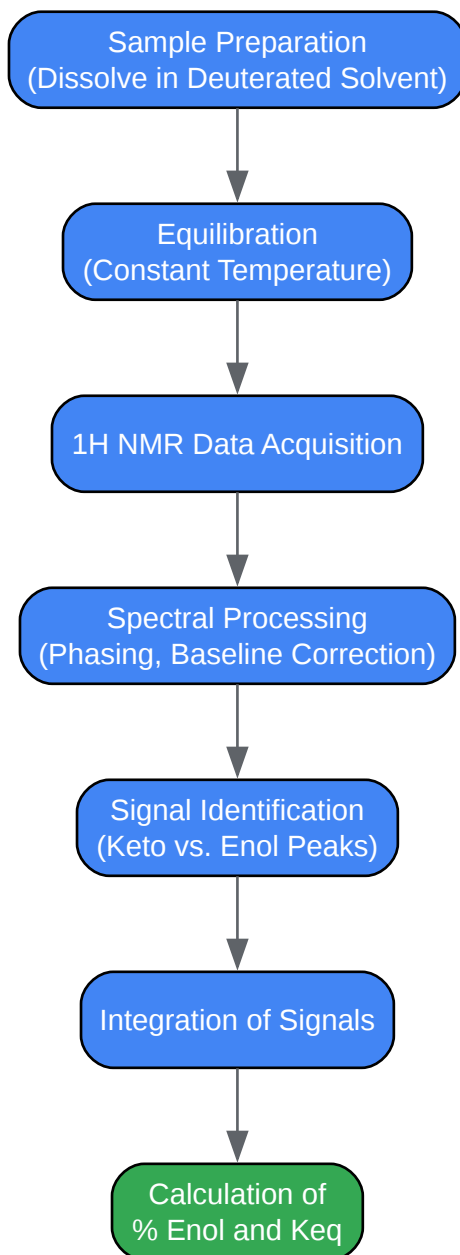 Sample Preparation
(Dissolve in Deuterated Solvent)
Equilibration
(Constant Temperature)
1H NMR Data Acquisition
Spectral Processing
(Phasing, Baseline Correction)
Signal Identification
(Keto vs. Enol Peaks)
Integration of Signals
Calculation of
% Enol and Keq